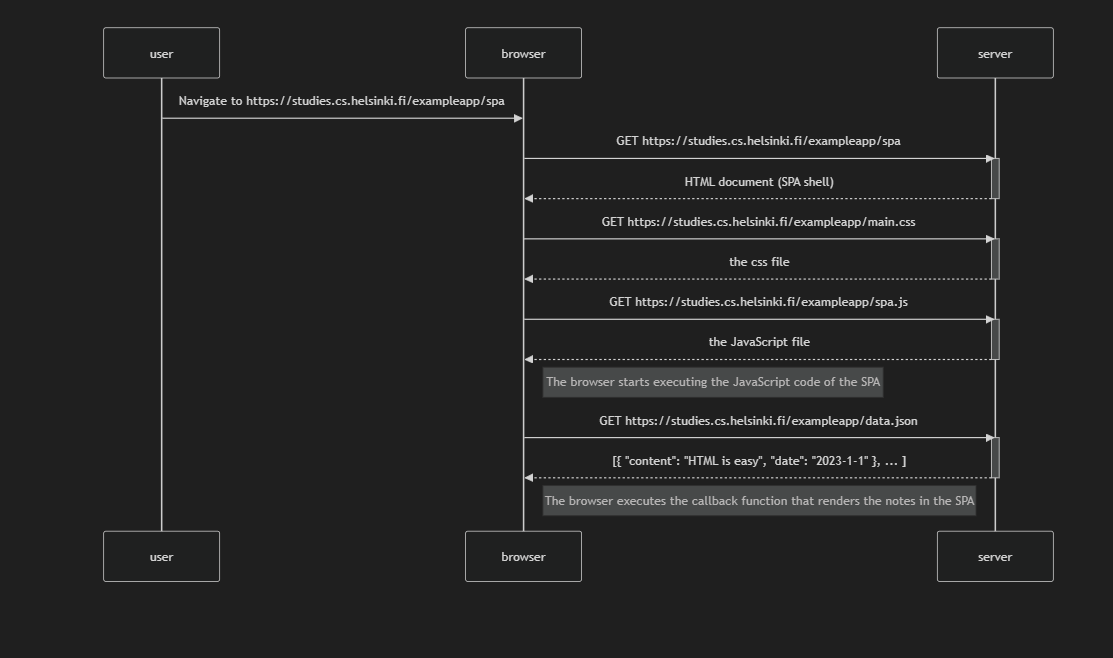 user
browser
server
Navigate to https://studies.cs.helsinki.fi/exampleapp/spa
GET https://studies.cs.helsinki.fi/exampleapp/spa
HTML document (SPA shell)
GET https://studies.cs.helsinki.fi/exampleapp/main.css
the css file
GET https://studies.cs.helsinki.fi/exampleapp/spa.js
the JavaScript file
The browser starts executing the JavaScript code of the SPA
GET https://studies.cs.helsinki.fi/exampleapp/data.json
[{ "content": "HTML is easy", "date": "2023-1-1" }, ... ]
The browser executes the callback function that renders the notes in the SPA
user
browser
server